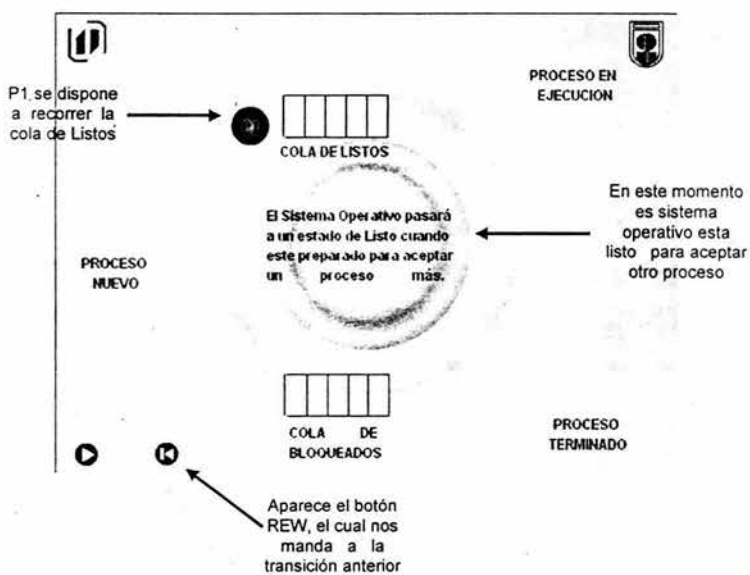 PROCESO EN
EJECUCION
P1 se dispone
a recorrer la
cola de Listos
COLA DE LISTOS
El Sistema Operativo pasará
a un estado de Listo cuando
este preparado para aceptar
un proceso más.
En este momento
es sistema
operativo esta
listo para aceptar
otro proceso
PROCESO
NUEVO
COLA DE
BLOQUEADOS
PROCESO
TERMINADO
Aparece el botón
REW, el cual nos
manda a la
transición anterior